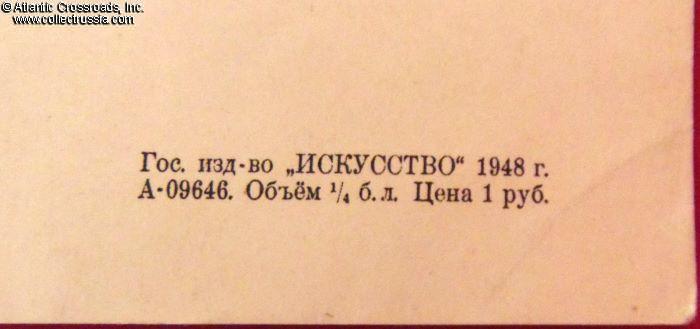 © Atlantic Crossroads, Inc.
www.collectrussia.com
Гос. изд-во „ИСКУССТВО“ 1948 г.
А-09646. Объём 1/4 б. л. Цена 1 руб.